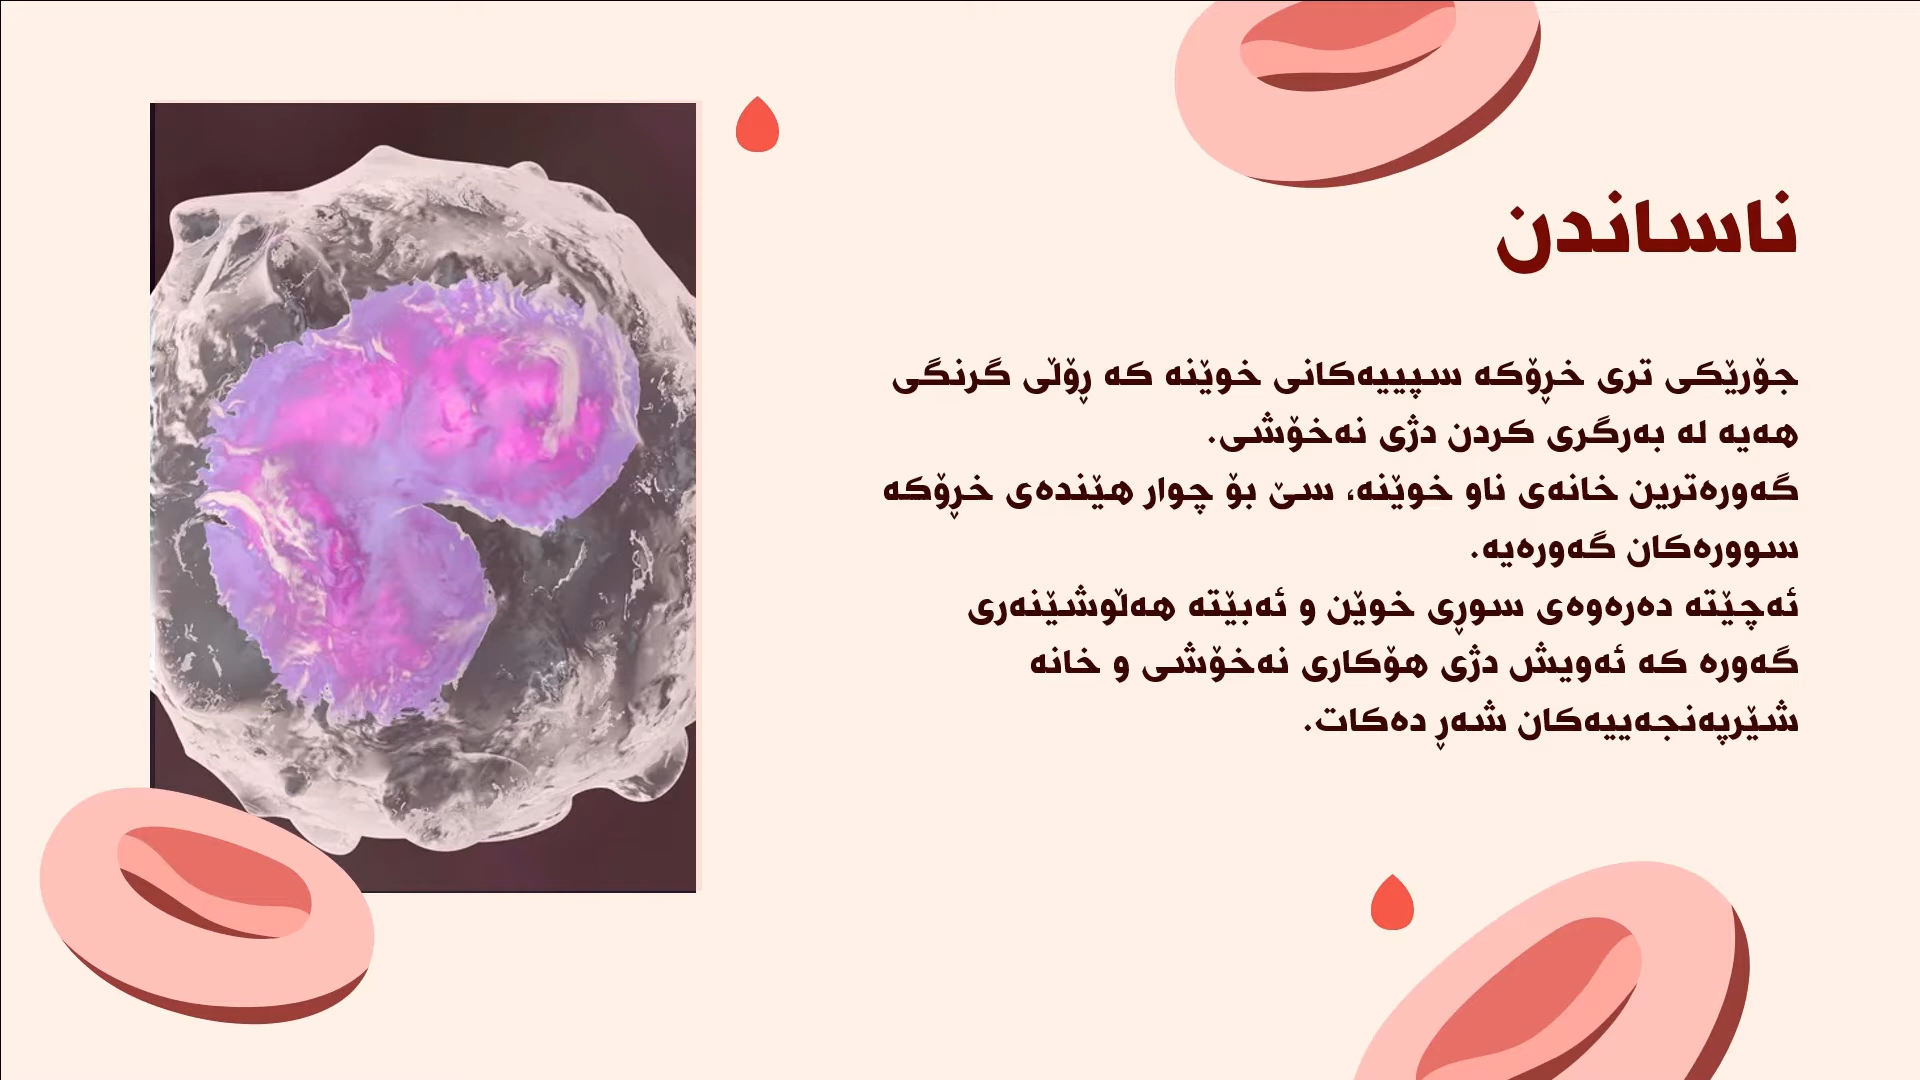 ناساندن
جۆرێکی تری خڕۆکە سپییەکانی خوێنە کە ڕۆڵی گرنگی
هەیە لە بەرگری کردن دژی نەخۆشی.
گەورەترین خانەی ناو خوێنە، سێ بۆ چوار هێندەی خڕۆکە
سوورەکان گەورەیە.
ئەچێتە دەرەوەی سوڕی خوێن و ئەبێتە هەڵوشێنەری
گەورە کە ئەویش دژی هۆکاری نەخۆشی و خانە
شێرپەنجەییەکان شەڕ دەکات.